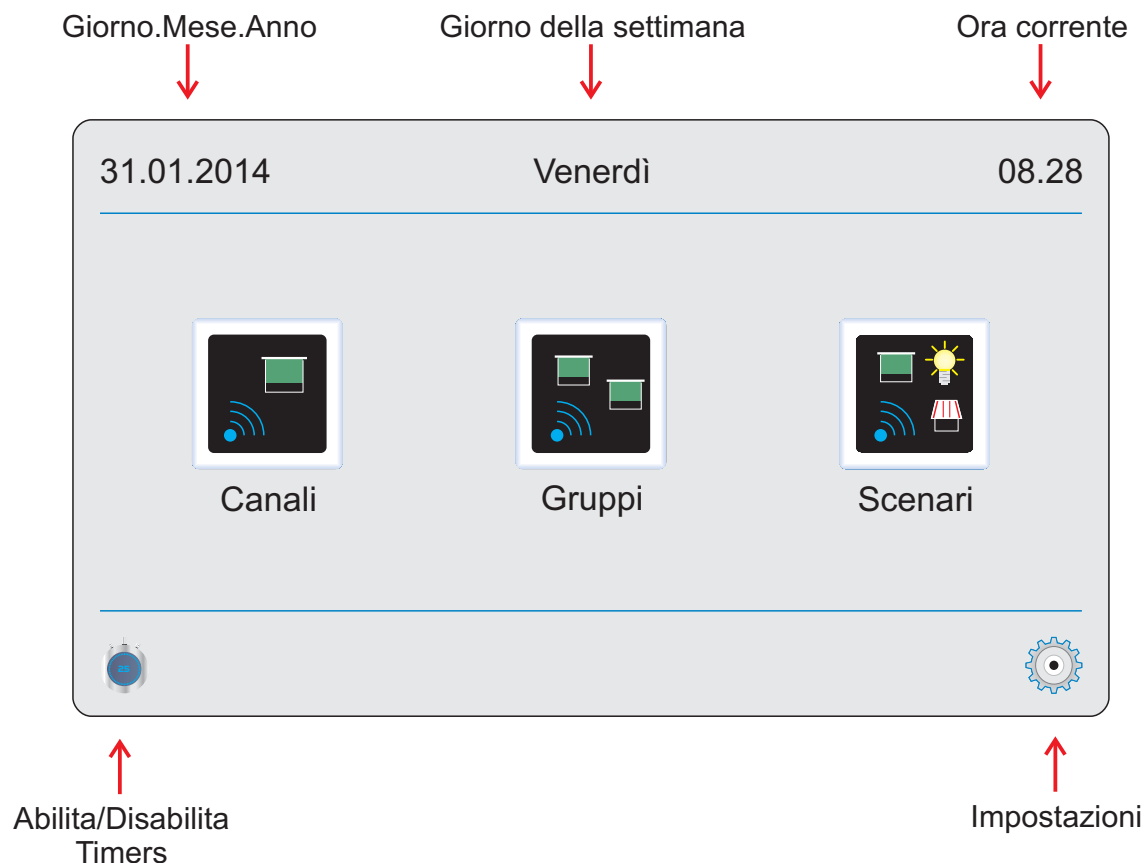 Giorno.Mese.Anno
Giorno della settimana
Ora corrente
31.01.2014
Venerdì
08.28
Canali
Gruppi
Scenari
Abilita/Disabilita
Timers
Impostazioni